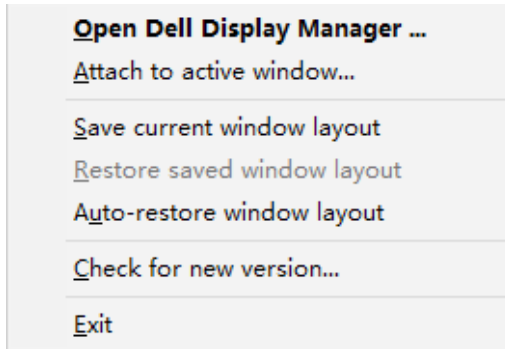 Open Dell Display Manager ...
Attach to active window...
Save current window layout
Restore saved window layout
Auto-restore window layout
Check for new version...
Exit